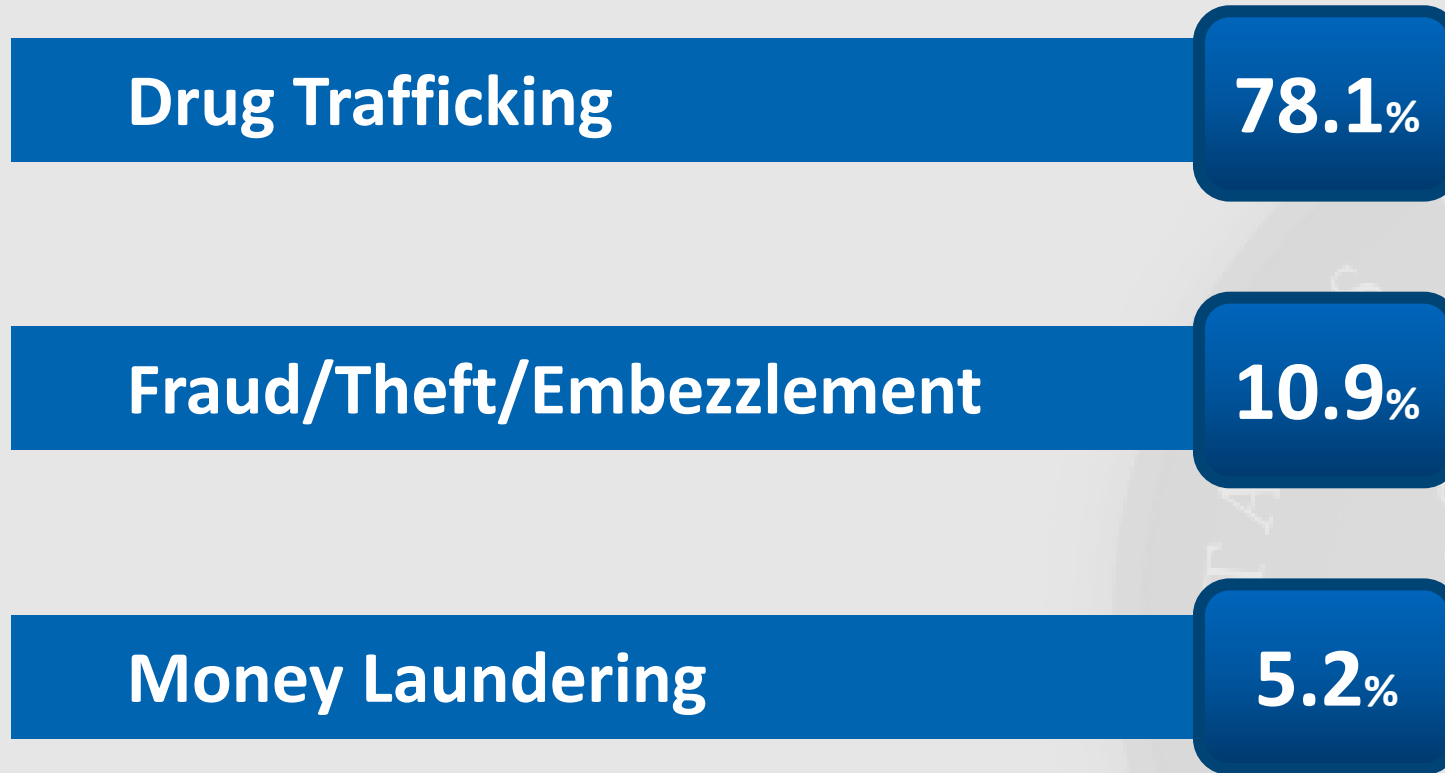 Drug Trafficking 78.1%
Fraud/Theft/Embezzlement 10.9%
Money Laundering 5.2%